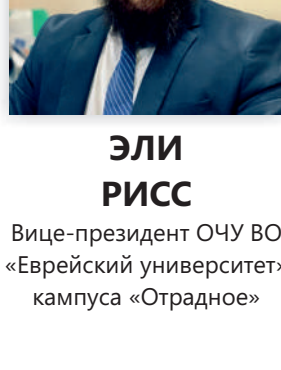 ЭЛИ
РИСС
Вице-президент ОЧУ ВО
«Еврейский университет»
кампуса «Отрадное»